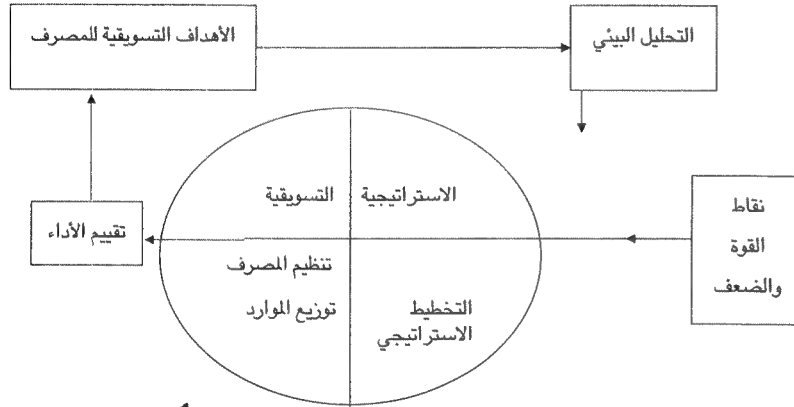 التحليل البيئي
الأهداف التسويقية للمصرف
نقاط
القوة
والضعف
الاستراتيجية
التسويقية
تقييم الأداء
تنظيم المصرف
توزيع الموارد
التخطيط
الاستراتيجي